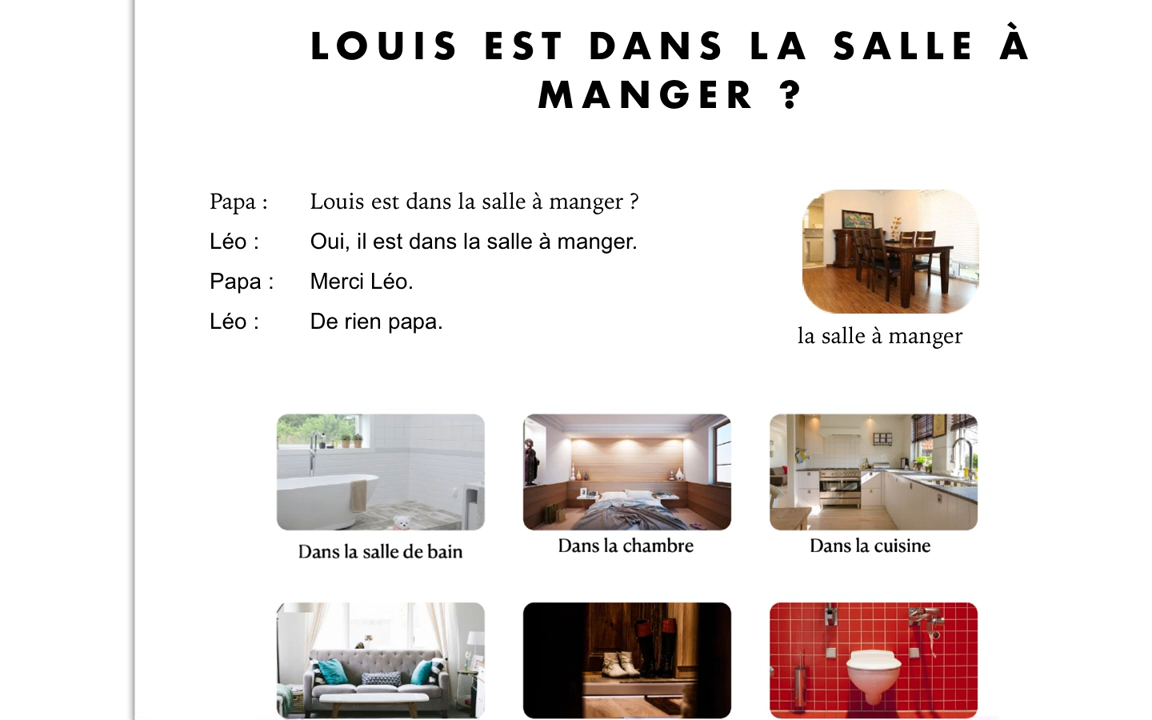 LOUIS EST DANS LA SALLE À
MANGER ?
Papa : Louis est dans la salle à manger ?
Léo : Oui, il est dans la salle à manger.
Papa : Merci Léo.
Léo : De rien papa.
la salle à manger
Dans la salle de bain
Dans la chambre
Dans la cuisine